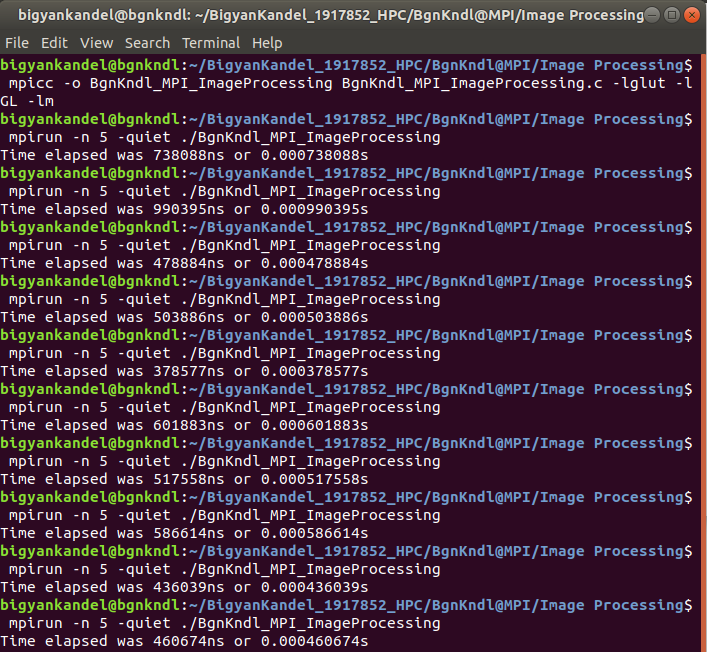 bigyankandel@bgnkndl: ~/BigyanKandel_1917852_HPC/BgnKndl@MPI/Image Processing
File Edit View Search Terminal Help
bigyankandel@bgnkndl:~/BigyanKandel_1917852_HPC/BgnKndl@MPI/Image Processing$
mpicc -o BgnKndl_MPI_ImageProcessing BgnKndl_MPI_ImageProcessing.c -lglut -l
GL -lm
bigyankandel@bgnkndl:~/BigyanKandel_1917852_HPC/BgnKndl@MPI/Image Processing$
mpirun -n 5 -quiet ./BgnKndl_MPI_ImageProcessing
Time elapsed was 738088ns or 0.000738088s
bigyankandel@bgnkndl:~/BigyanKandel_1917852_HPC/BgnKndl@MPI/Image Processing$
mpirun -n 5 -quiet ./BgnKndl_MPI_ImageProcessing
Time elapsed was 990395ns or 0.000990395s
bigyankandel@bgnkndl:~/BigyanKandel_1917852_HPC/BgnKndl@MPI/Image Processing$
mpirun -n 5 -quiet ./BgnKndl_MPI_ImageProcessing
Time elapsed was 478884ns or 0.000478884s
bigyankandel@bgnkndl:~/BigyanKandel_1917852_HPC/BgnKndl@MPI/Image Processing$
mpirun -n 5 -quiet ./BgnKndl_MPI_ImageProcessing
Time elapsed was 503886ns or 0.000503886s
bigyankandel@bgnkndl:~/BigyanKandel_1917852_HPC/BgnKndl@MPI/Image Processing$
mpirun -n 5 -quiet ./BgnKndl_MPI_ImageProcessing
Time elapsed was 378577ns or 0.000378577s
bigyankandel@bgnkndl:~/BigyanKandel_1917852_HPC/BgnKndl@MPI/Image Processing$
mpirun -n 5 -quiet ./BgnKndl_MPI_ImageProcessing
Time elapsed was 601883ns or 0.000601883s
bigyankandel@bgnkndl:~/BigyanKandel_1917852_HPC/BgnKndl@MPI/Image Processing$
mpirun -n 5 -quiet ./BgnKndl_MPI_ImageProcessing
Time elapsed was 517558ns or 0.000517558s
bigyankandel@bgnkndl:~/BigyanKandel_1917852_HPC/BgnKndl@MPI/Image Processing$
mpirun -n 5 -quiet ./BgnKndl_MPI_ImageProcessing
Time elapsed was 586614ns or 0.000586614s
bigyankandel@bgnkndl:~/BigyanKandel_1917852_HPC/BgnKndl@MPI/Image Processing$
mpirun -n 5 -quiet ./BgnKndl_MPI_ImageProcessing
Time elapsed was 436039ns or 0.000436039s
bigyankandel@bgnkndl:~/BigyanKandel_1917852_HPC/BgnKndl@MPI/Image Processing$
mpirun -n 5 -quiet ./BgnKndl_MPI_ImageProcessing
Time elapsed was 460674ns or 0.000460674s